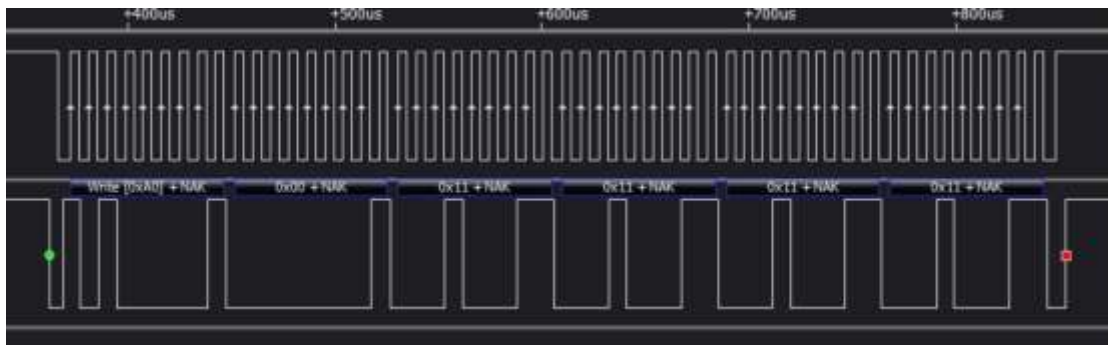 +400us +500us +600us +700us +800us
Write [0xA0] + NAK 0x00 + NAK 0x11 + NAK 0x11 + NAK 0x11 + NAK 0x11 + NAK